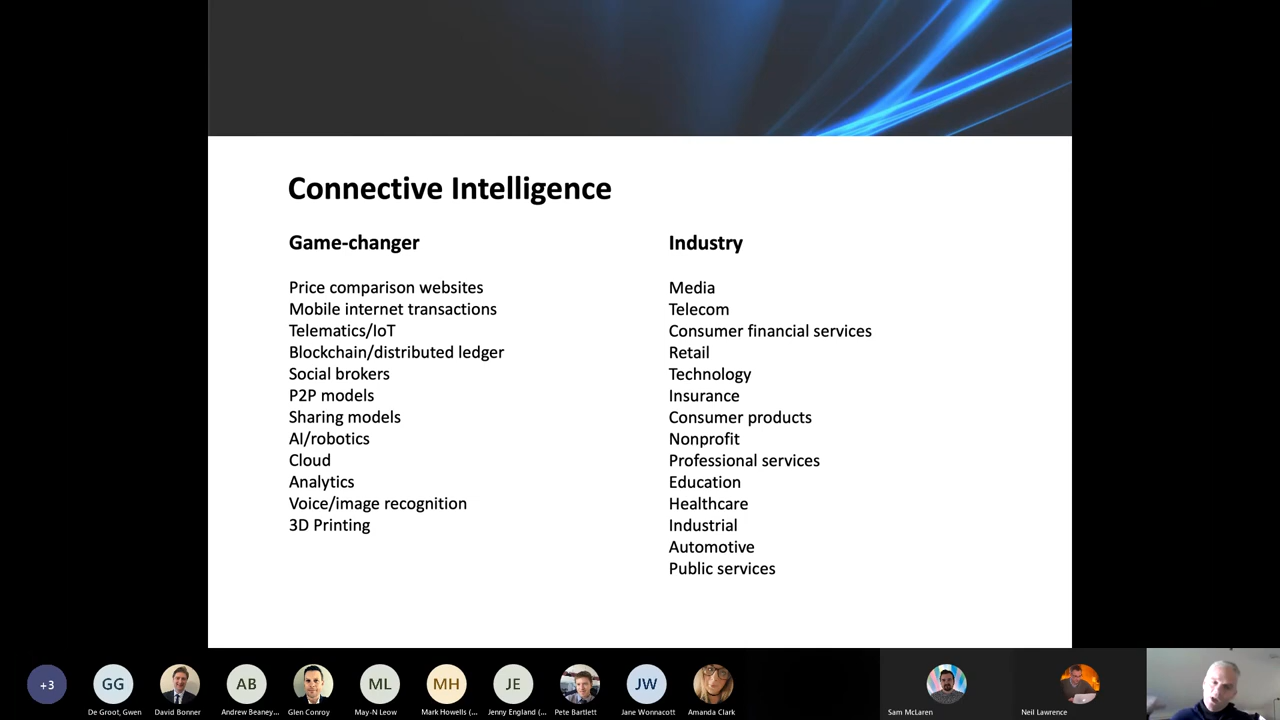 Connective Intelligence
Game-changer
Price comparison websites
Mobile internet transactions
Telematics/IoT
Blockchain/distributed ledger
Social brokers
P2P models
Sharing models
AI/robotics
Cloud
Analytics
Voice/image recognition
3D Printing
Industry
Media
Telecom
Consumer financial services
Retail
Technology
Insurance
Consumer products
Nonprofit
Professional services
Education
Healthcare
Industrial
Automotive
Public services
+3
GG
AB
ML
MH
JE
JW
De Groot, Gwen
David Bonner
Andrew Beaney...
Glen Conroy
May-N Leow
Mark Howells (...
Jenny England (...
Pete Bartlett
Jane Wonnacott
Amanda Clark
Sam McLaren
Neil Lawrence